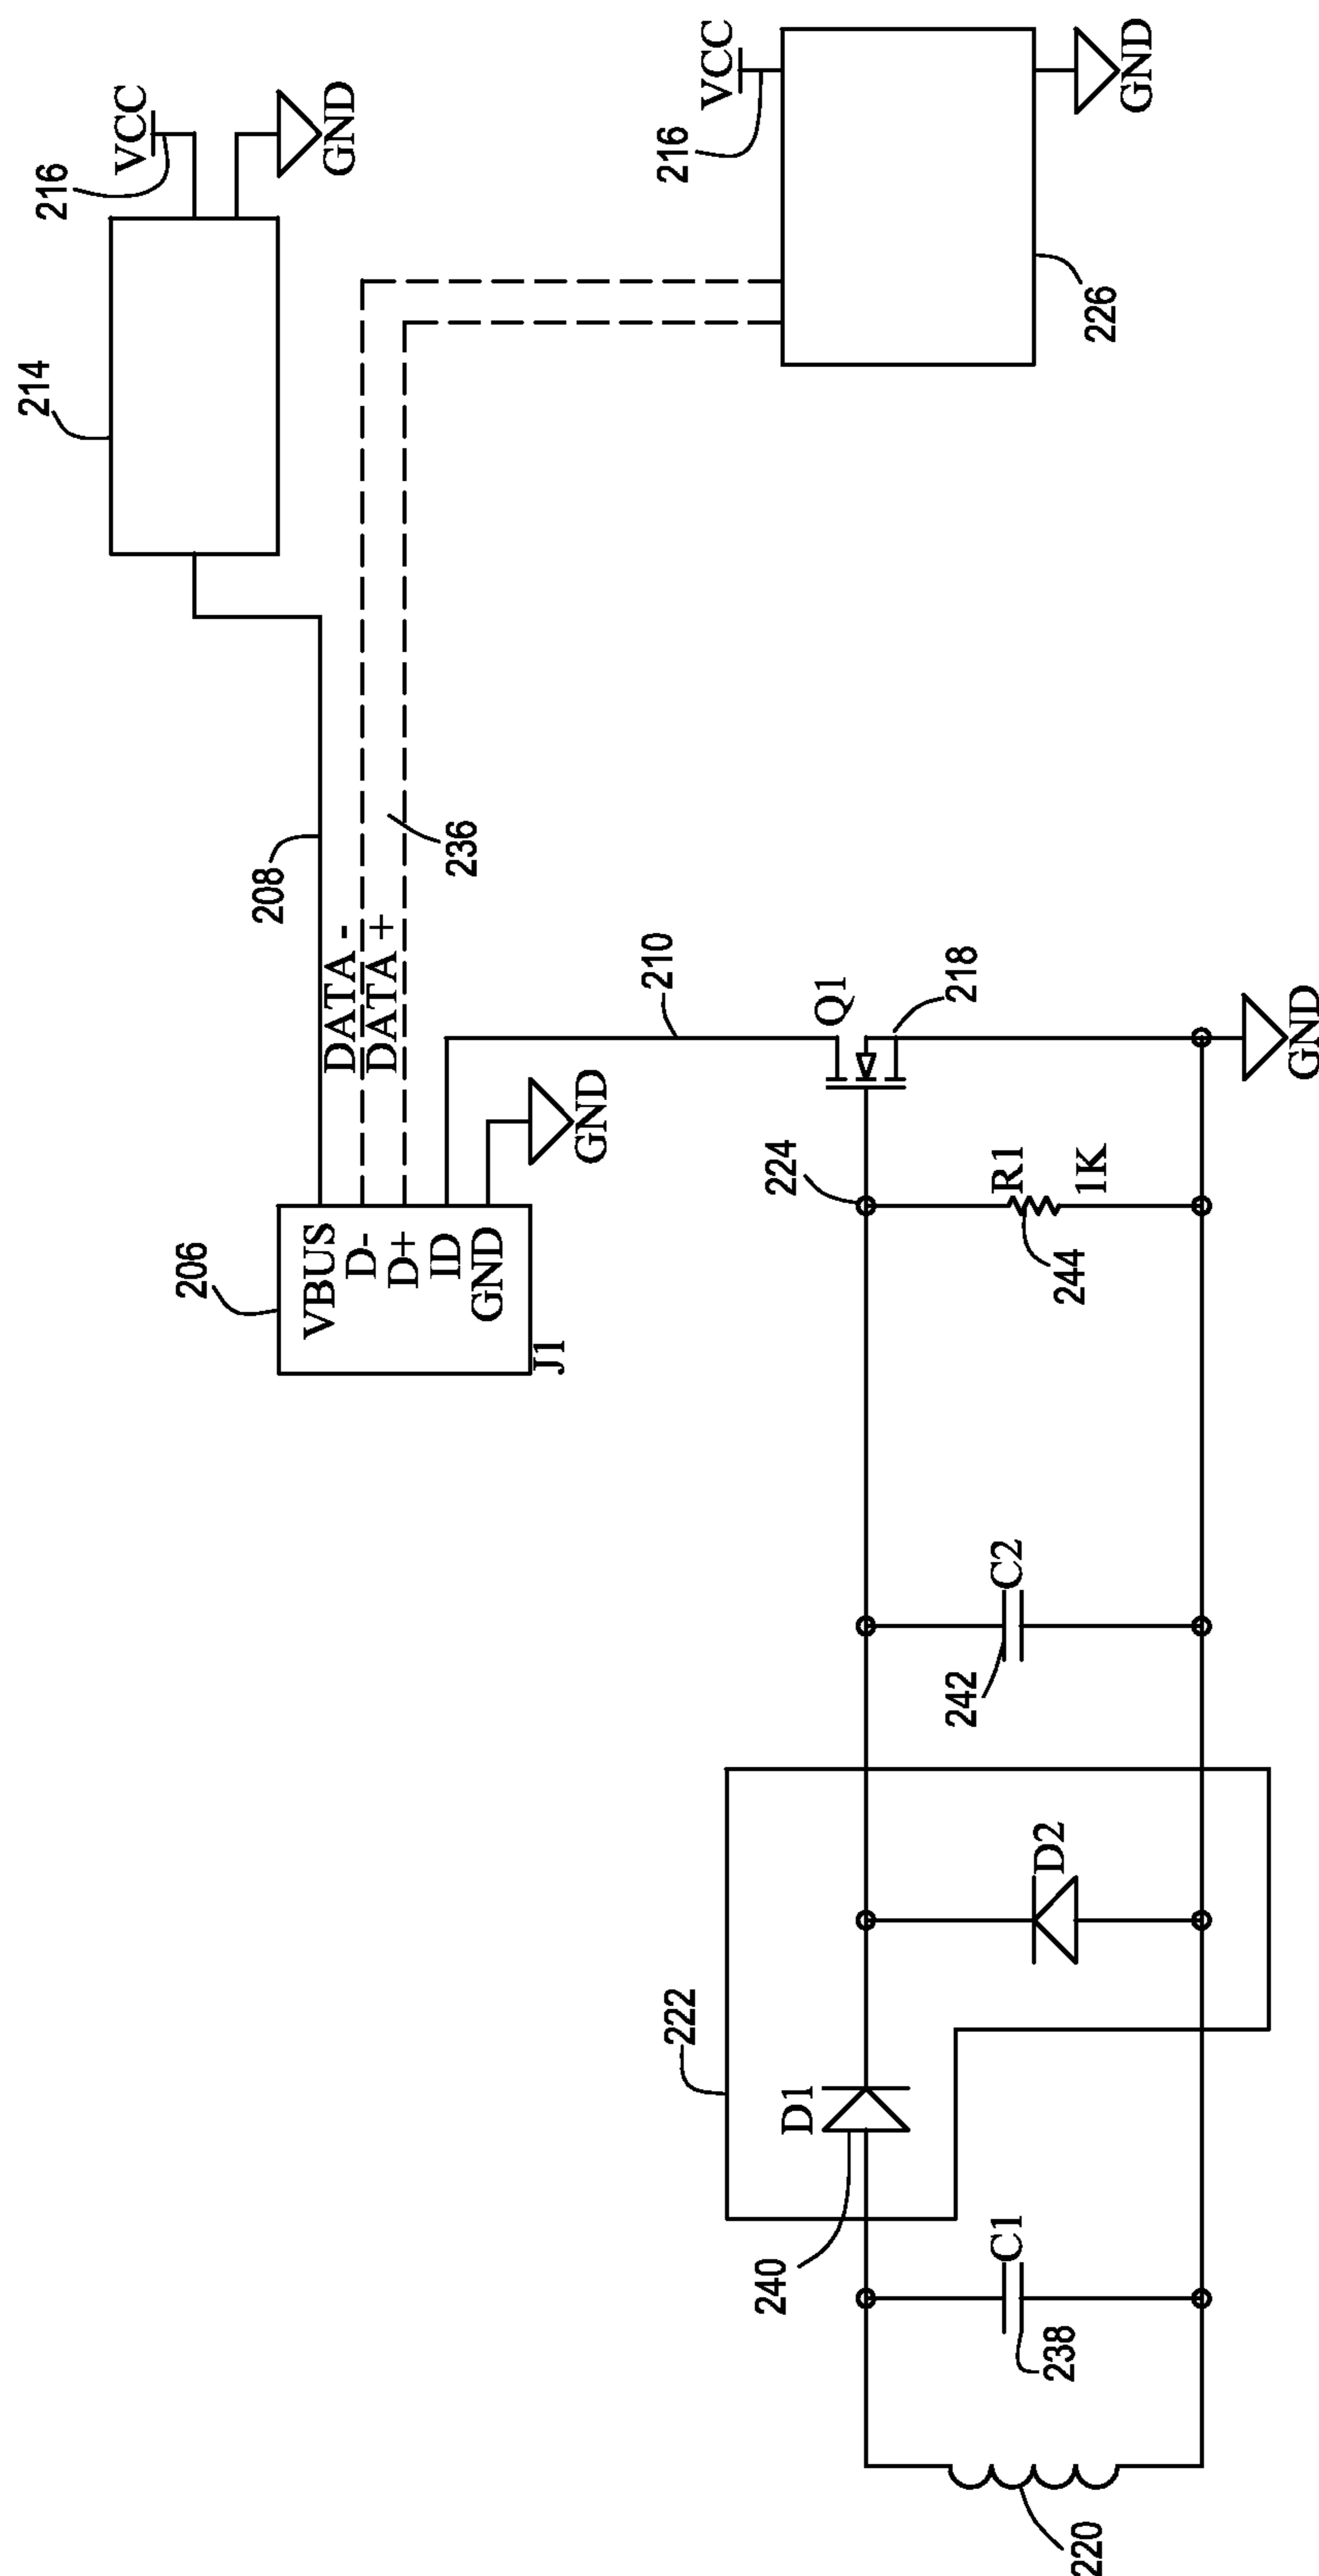 214
216
VCC
GND
208
DATA -
DATA +
236
206
VBUS
D-
D+
ID
GND
J1
GND
210
VCC
216
226
GND
Q1
218
224
R1
1K
244
GND
C2
242
222
D1
D2
240
C1
238
220